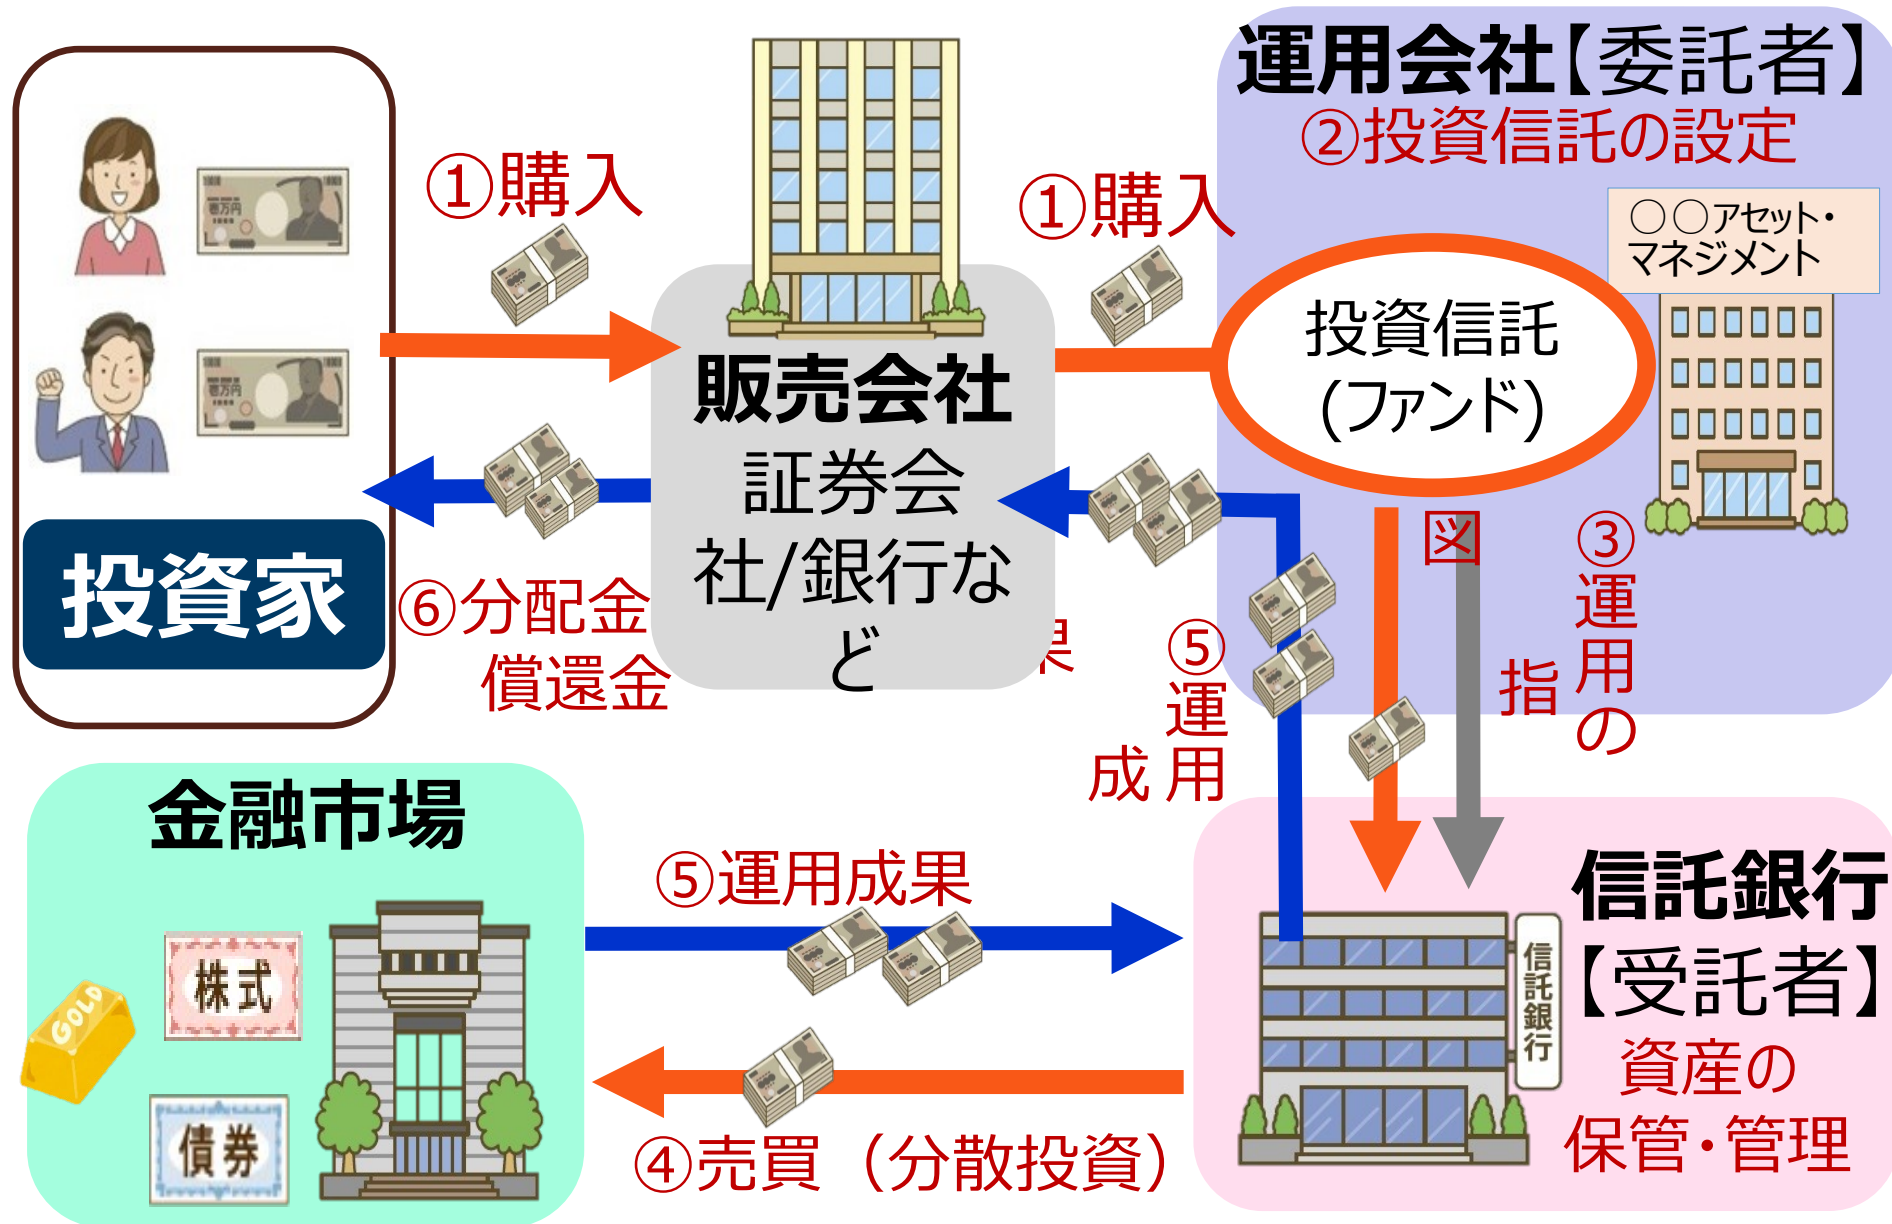 運用会社【委託者】
②投資信託の設定
①購入
①購入
○○アセット・
マネジメント
投資信託
(ファンド)
販売会社
証券会
社/銀行な
ど
投資家
⑥分配金
償還金
⑤運用
成
果
③運用の
指
図
金融市場
⑤運用成果
株式
GOLD
債券
④売買（分散投資）
信託銀行
信託銀行
【受託者】
資産の
保管・管理